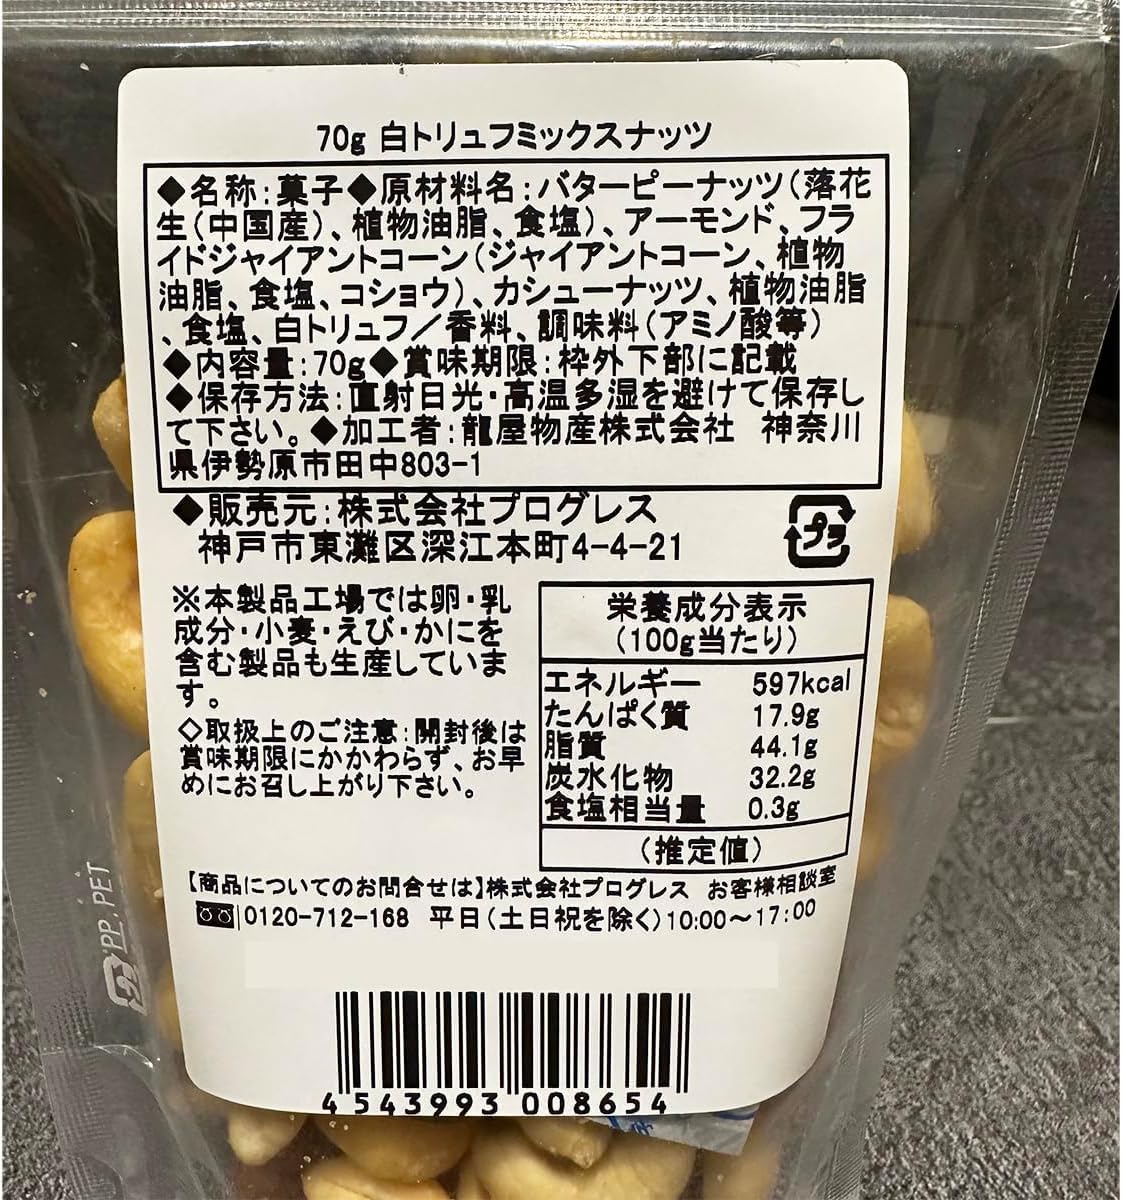 70g 白トリュフミックスナッツ
◆名称:菓子◆原材料名:バターピーナッツ(落花
生(中国産)、植物油脂、食塩)、アーモンド、フラ
イドジャイアントコーン(ジャイアントコーン、植物
油脂、食塩、コショウ)、カシューナッツ、植物油脂
、食塩、白トリュフ/香料、調味料(アミノ酸等)
◆内容量:70g◆賞味期限:枠外下部に記載
◆保存方法:直射日光・高温多湿を避けて保存し
て下さい。◆加工者:龍屋物産株式会社 神奈川
県伊勢原市田中803-1
◆販売元:株式会社プログレス
神戸市東灘区深江本町4-4-21
プラ
※本製品工場では卵・乳
成分・小麦・えび・かにを
含む製品も生産していま
す。
◇取扱上のご注意:開封後は
賞味期限にかかわらず、お早
めにお召し上がり下さい。
栄養成分表示
(100g当たり)
エネルギー 597kcal
たんぱく質 17.9g
脂質 44.1g
炭水化物 32.2g
食塩相当量 0.3g
(推定値)
【商品についてのお問合せは】株式会社プログレス お客様相談室
0120-712-168 平日(土日祝を除く)10:00~17:00
プラ PP,PET
4 543993 008654